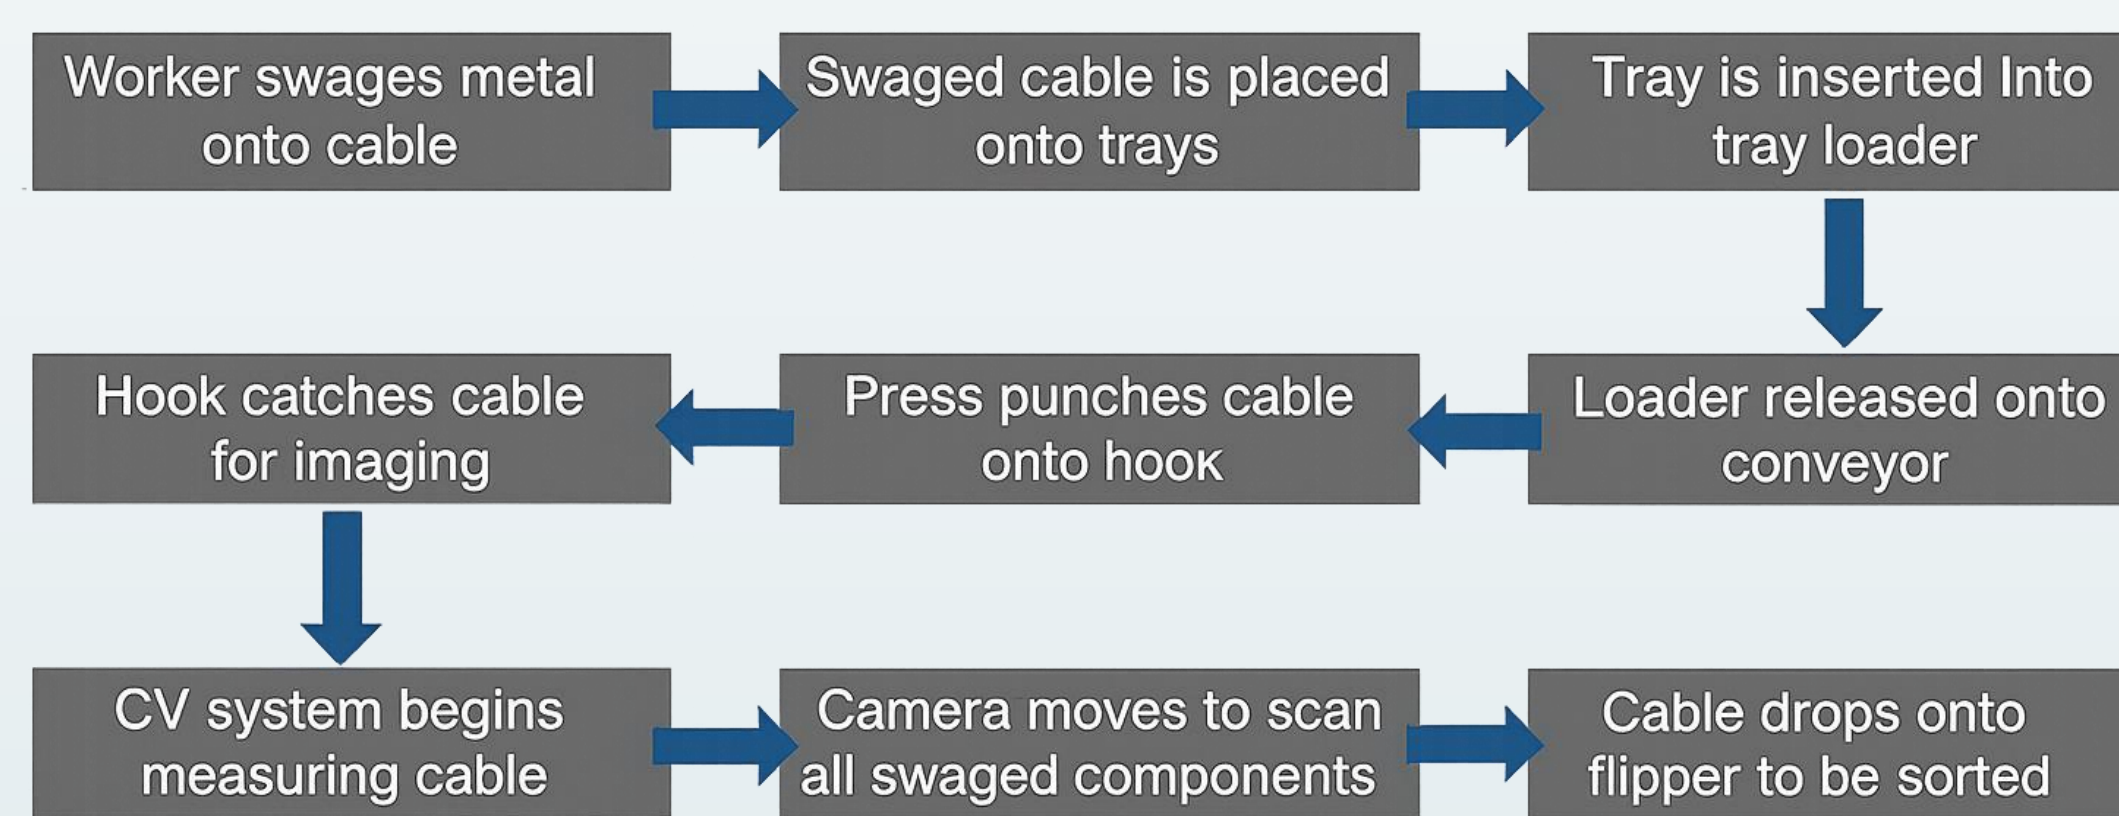 Worker swages metal
onto cable
Swaged cable is placed
onto trays
Tray is inserted Into
tray loader
Loader released onto
conveyor
Press punches cable
onto hooк
Hook catches cable
for imaging
CV system begins
measuring cable
Camera moves to scan
all swaged components
Cable drops onto
flipper to be sorted